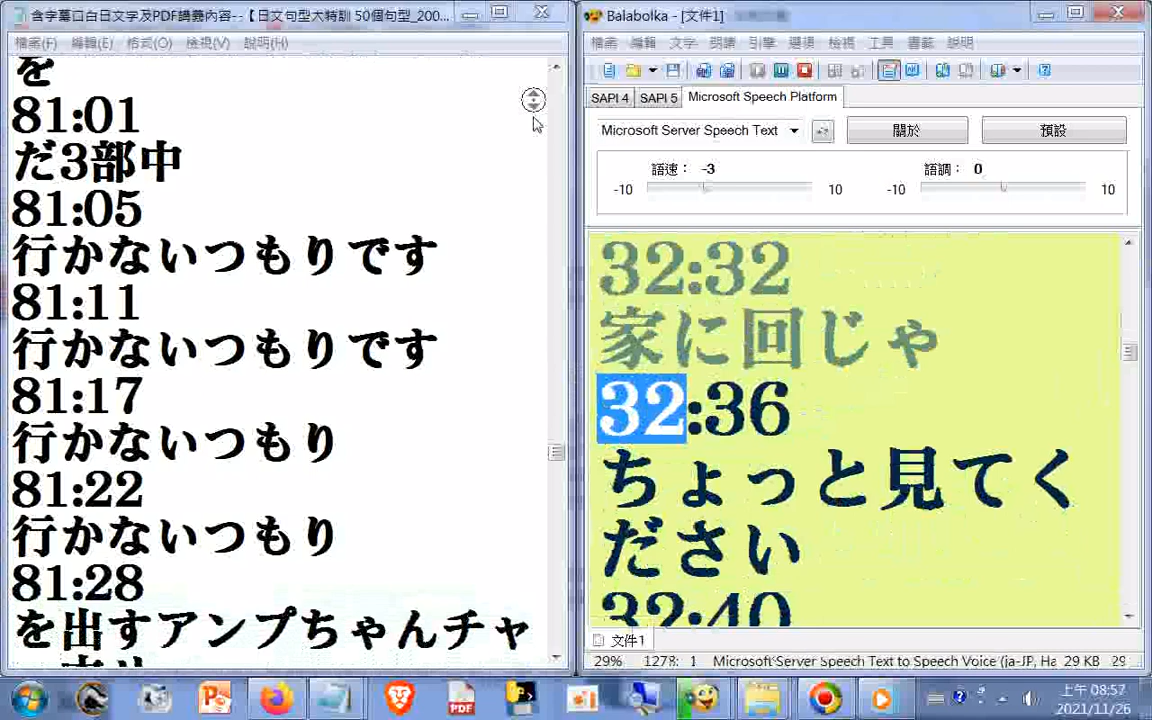 含字幕口白日文字及PDF講義內容--【日文句型大特訓 50個句型_200...
檔案(F) 編輯(E) 格式(O) 檢視(V) 說明(H)
を
81:01
だ3部中
81:05
行かないつもりです
81:11
行かないつもりです
81:17
行かないつもり
81:22
行かないつもり
81:28
を出すアンプちゃんチャ
Balabolka - [文件1]
檔案 編輯 文字 朗讀 引擎 選項 檢視 工具 書籤 說明
SAPI 4 SAPI 5 Microsoft Speech Platform
Microsoft Server Speech Text 關於 預設
語速： -3 語調： 0
-10 10 -10 10
32:32
家に回じゃ
32:36
ちょっと見てく
ださい
32:40
文件1
29% 1278: 1 Microsoft Server Speech Text to Speech Voice (ja-JP, Ha 29 KB 29
PDF
上午 08:57
2021/11/26